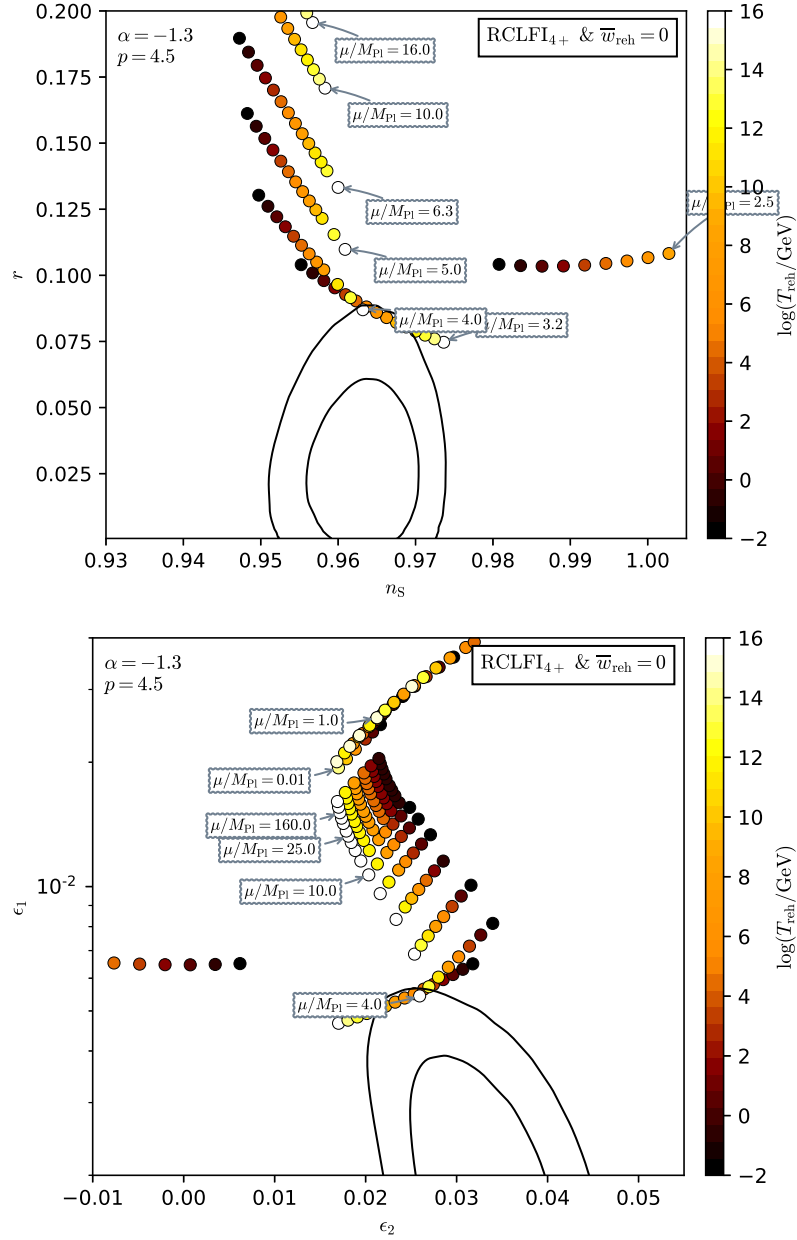 α = −1.3
p = 4.5
RCLFI4+ & w̅reh = 0
μ/MPl = 16.0
μ/MPl = 10.0
μ/MPl = 6.3
μ/MPl = 5.0
μ/MPl = 4.0
μ/MPl = 3.2
μ/MPl = 2.5
0.200
0.175
0.150
0.125
0.100
0.075
0.050
0.025
r
0.93 0.94 0.95 0.96 0.97 0.98 0.99 1.00
nS
16
14
12
10
8
6
4
2
0
−2
log(Treh/GeV)
α = −1.3
p = 4.5
RCLFI4+ & w̅reh = 0
μ/MPl = 1.0
μ/MPl = 0.01
μ/MPl = 160.0
μ/MPl = 25.0
μ/MPl = 10.0
μ/MPl = 4.0
10−2
ϵ1
−0.01 0.00 0.01 0.02 0.03 0.04 0.05
ϵ2
16
14
12
10
8
6
4
2
0
−2
log(Treh/GeV)